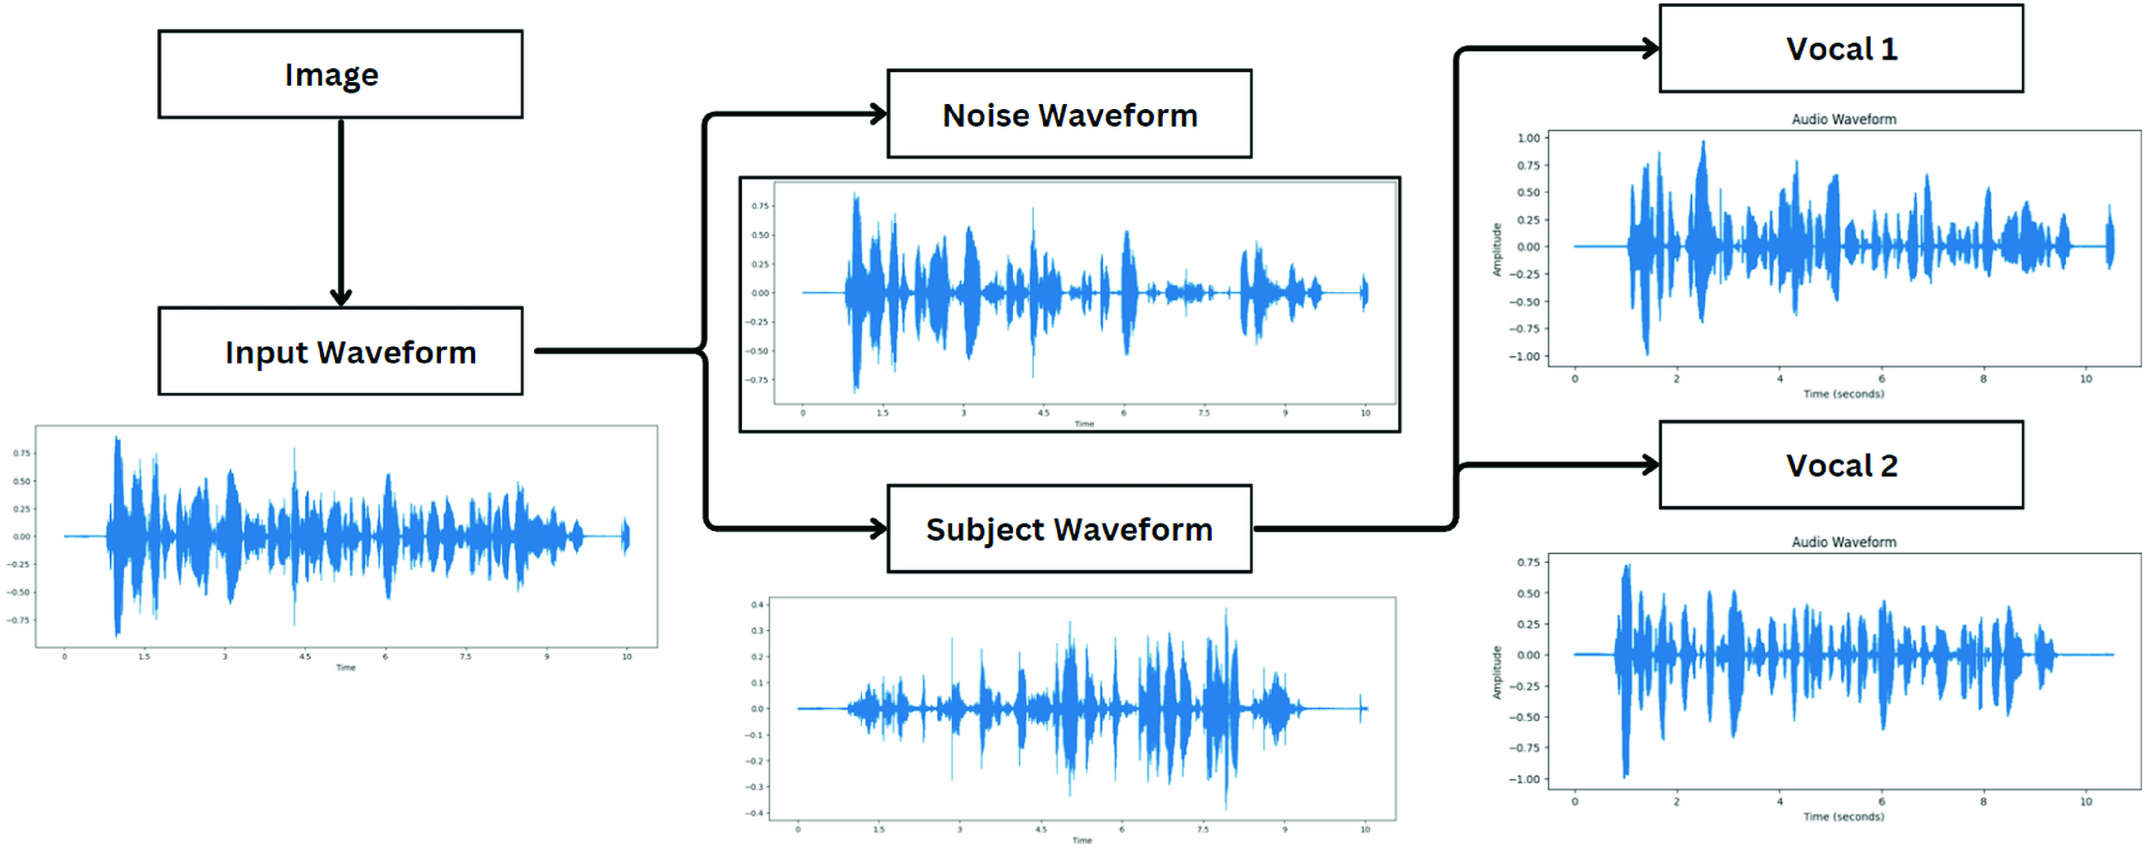 Image
Input Waveform
0.75
0.50
0.25
0.00
−0.25
−0.50
−0.75
0 1.5 3 4.5 6 7.5 9 10
Time
Noise Waveform
0.75
0.50
0.25
0.00
−0.25
−0.50
−0.75
0 1.5 3 4.5 6 7.5 9 10
Time
Subject Waveform
0.4
0.3
0.2
0.1
0.0
−0.1
−0.2
−0.3
−0.4
0 1.5 3 4.5 6 7.5 9 10
Time
Vocal 1
Audio Waveform
Amplitude
1.00
0.75
0.50
0.25
0.00
−0.25
−0.50
−0.75
−1.00
0 2 4 6 8 10
Time (seconds)
Vocal 2
Audio Waveform
Amplitude
0.75
0.50
0.25
0.00
−0.25
−0.50
−0.75
−1.00
0 2 4 6 8 10
Time (seconds)